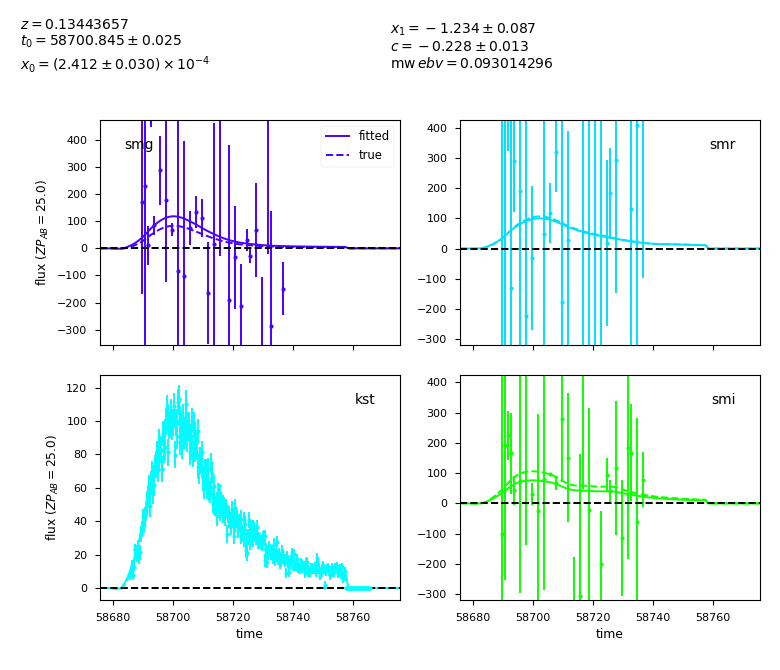 z = 0.13443657
t₀ = 58700.845 ± 0.025
x₀ = (2.412 ± 0.030) × 10⁻⁴
x₁ = −1.234 ± 0.087
c = −0.228 ± 0.013
mwebv = 0.093014296
smg
fitted
true
400
300
200
100
0
−100
−200
−300
flux (ZP_AB = 25.0)
smr
400
300
200
100
0
−100
−200
−300
kst
120
100
80
60
40
20
0
flux (ZP_AB = 25.0)
58680 58700 58720 58740 58760
time
smi
400
300
200
100
0
−100
−200
−300
58680 58700 58720 58740 58760
time